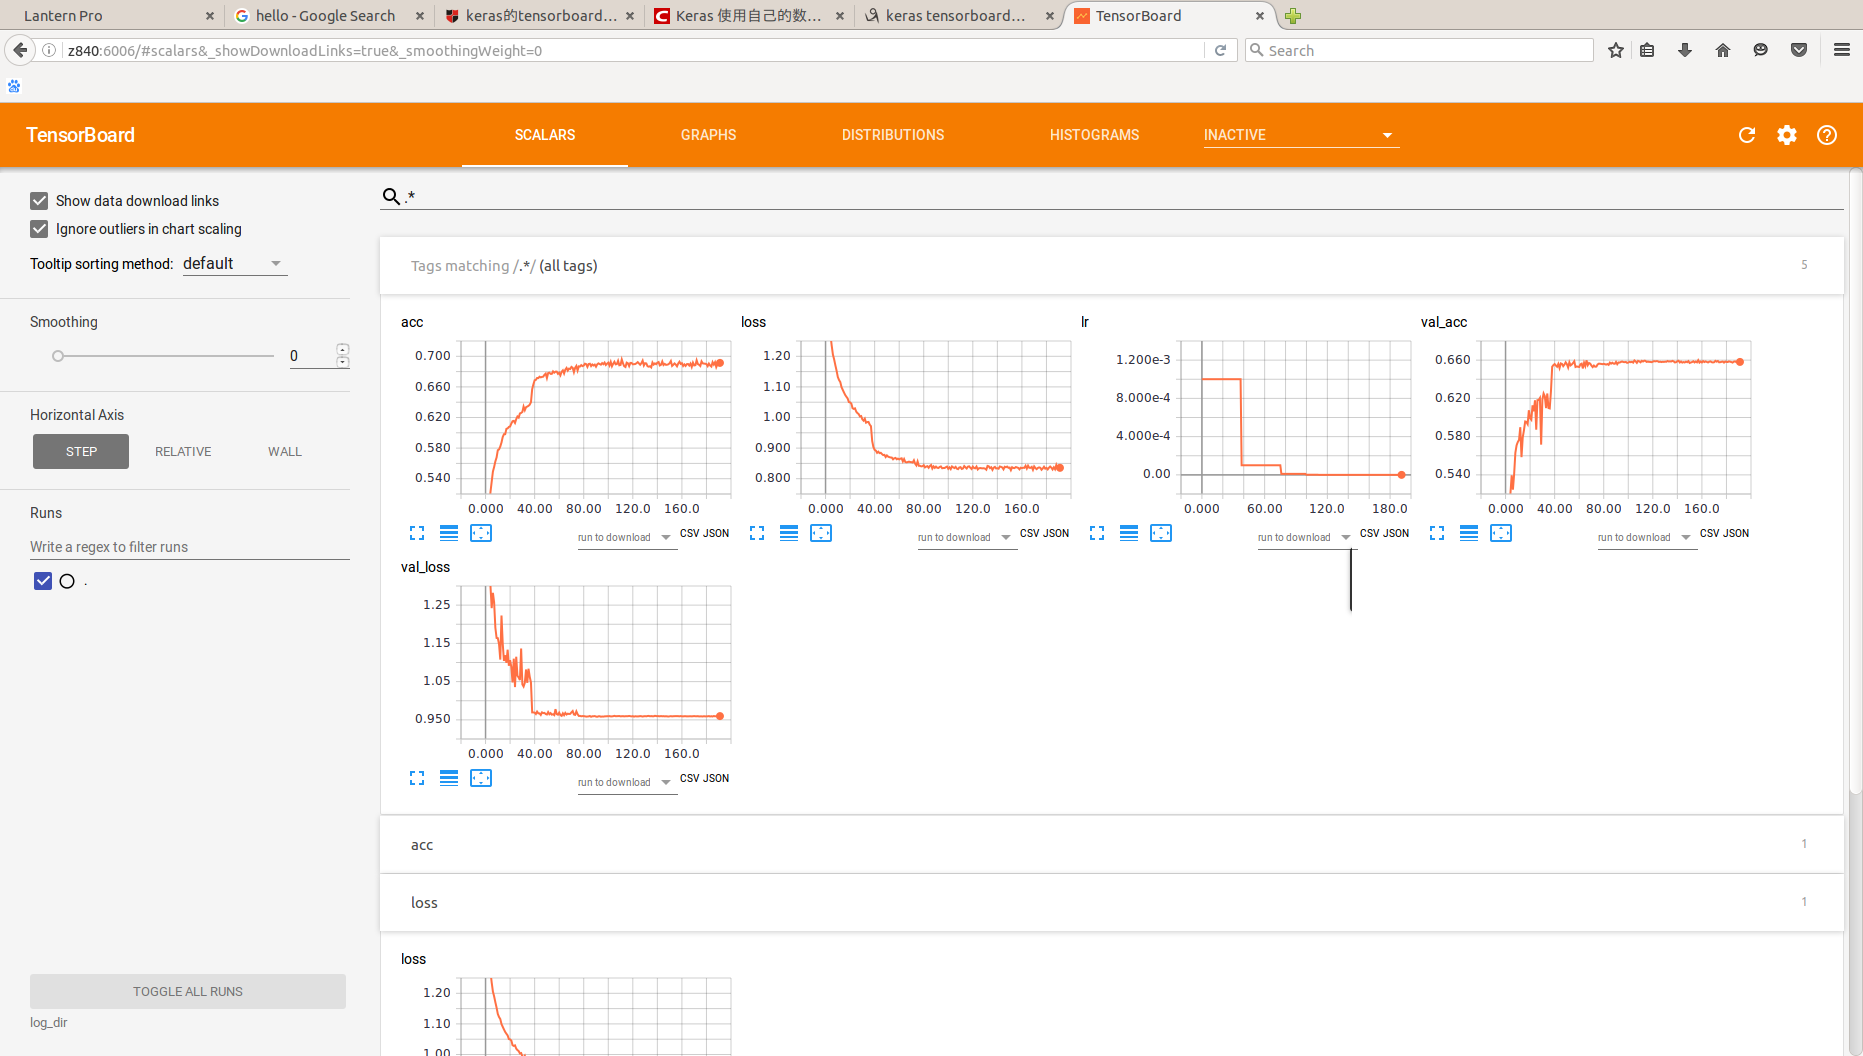 Lantern Pro
hello - Google Search
keras的tensorboard...
Keras 使用自己的数...
keras tensorboard...
TensorBoard
z840:6006/#scalars&_showDownloadLinks=true&_smoothingWeight=0
Search
TensorBoard
SCALARS
GRAPHS
DISTRIBUTIONS
HISTOGRAMS
INACTIVE
Show data download links
Ignore outliers in chart scaling
Tooltip sorting method: default
Smoothing
0
Horizontal Axis
STEP RELATIVE WALL
Runs
Write a regex to filter runs
.
TOGGLE ALL RUNS
log_dir
.*
Tags matching /.*/ (all tags)
5
acc
0.700
0.660
0.620
0.580
0.540
0.000 40.00 80.00 120.0 160.0
run to download CSV JSON
loss
1.20
1.10
1.00
0.900
0.800
0.000 40.00 80.00 120.0 160.0
run to download CSV JSON
lr
1.200e-3
8.000e-4
4.000e-4
0.00
0.000 60.00 120.0 180.0
run to download CSV JSON
val_acc
0.660
0.620
0.580
0.540
0.000 40.00 80.00 120.0 160.0
run to download CSV JSON
val_loss
1.25
1.15
1.05
0.950
0.000 40.00 80.00 120.0 160.0
run to download CSV JSON
acc
1
loss
1
loss
1.20
1.10
1.00